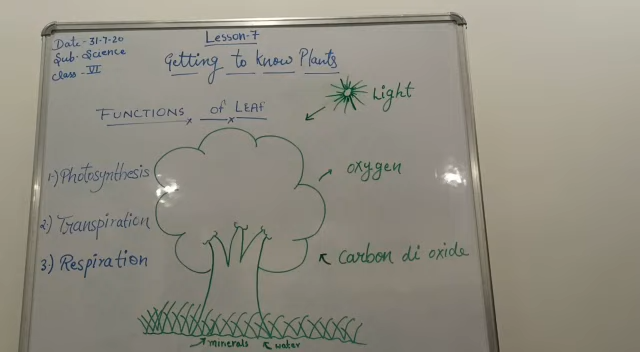 Date - 31-7-20
Sub - Science
Class - VI
Lesson-7
Getting to know Plants
FUNCTIONS of LEAF
Light
1) Photosynthesis
oxygen
2) Transpiration
3) Respiration
Carbon di oxide
minerals
water